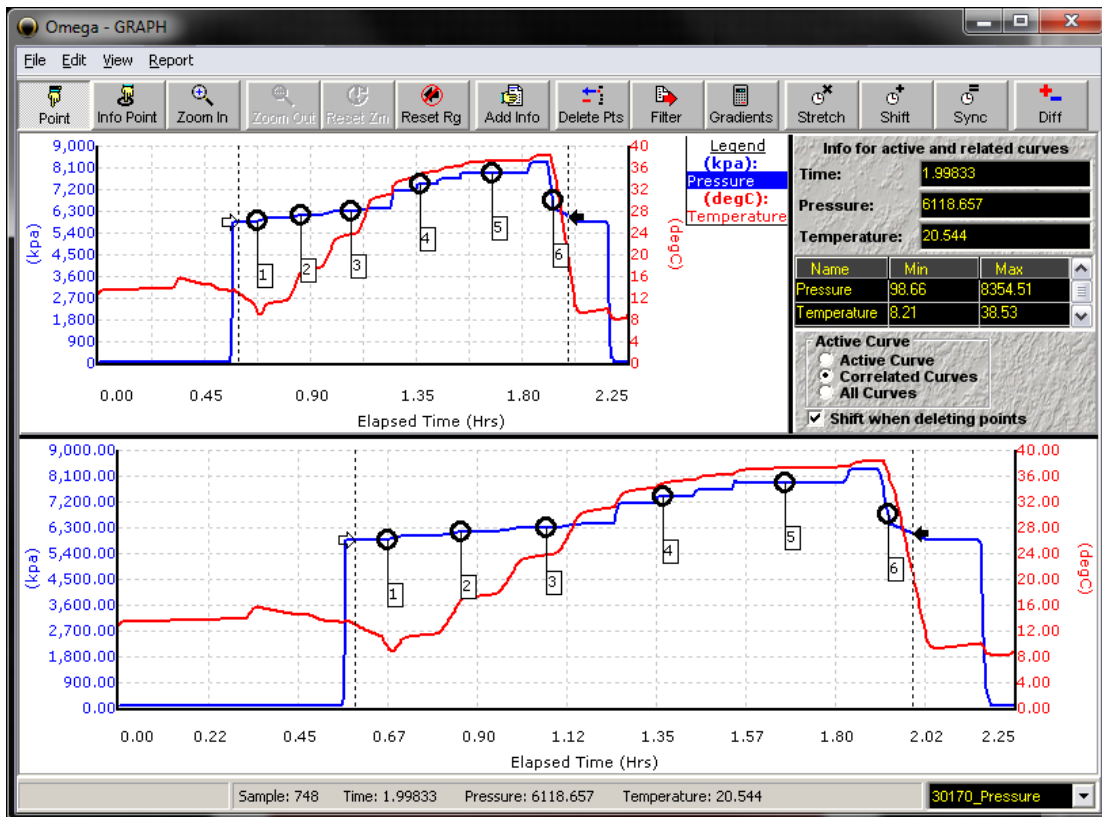 Omega - GRAPH
File Edit View Report
Point Info Point Zoom In Zoom Out Reset Zm Reset Rg Add Info Delete Pts Filter Gradients Stretch Shift Sync Diff
9,000
8,100
7,200
6,300
5,400
4,500
3,600
2,700
1,800
900
0
(kpa)
40
36
32
28
24
20
16
12
8
4
0
(degC)
1 2 3 4 5 6
0.00 0.45 0.90 1.35 1.80 2.25
Elapsed Time (Hrs)
Legend
(kpa):
Pressure
(degC):
Temperature
Info for active and related curves
Time: 1.99833
Pressure: 6118.657
Temperature: 20.544
Name Min Max
Pressure 98.66 8354.51
Temperature 8.21 38.53
Active Curve
Active Curve
Correlated Curves
All Curves
Shift when deleting points
9,000.00
8,100.00
7,200.00
6,300.00
5,400.00
4,500.00
3,600.00
2,700.00
1,800.00
900.00
0.00
(kpa)
40.00
36.00
32.00
28.00
24.00
20.00
16.00
12.00
8.00
4.00
0.00
(degC)
1 2 3 4 5 6
0.00 0.22 0.45 0.67 0.90 1.12 1.35 1.57 1.80 2.02 2.25
Elapsed Time (Hrs)
Sample: 748 Time: 1.99833 Pressure: 6118.657 Temperature: 20.544
30170_Pressure